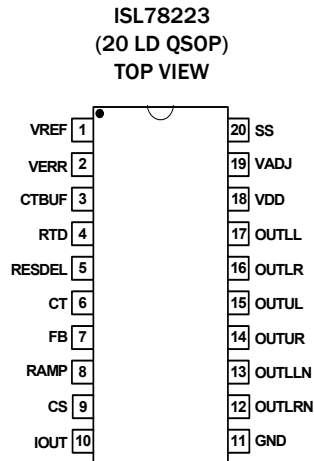 ISL78223
(20 LD QSOP)
TOP VIEW
VREF 1
VERR 2
CTBUF 3
RTD 4
RESDEL 5
CT 6
FB 7
RAMP 8
CS 9
IOUT 10
20 SS
19 VADJ
18 VDD
17 OUTLL
16 OUTLR
15 OUTUL
14 OUTUR
13 OUTLLN
12 OUTLRN
11 GND